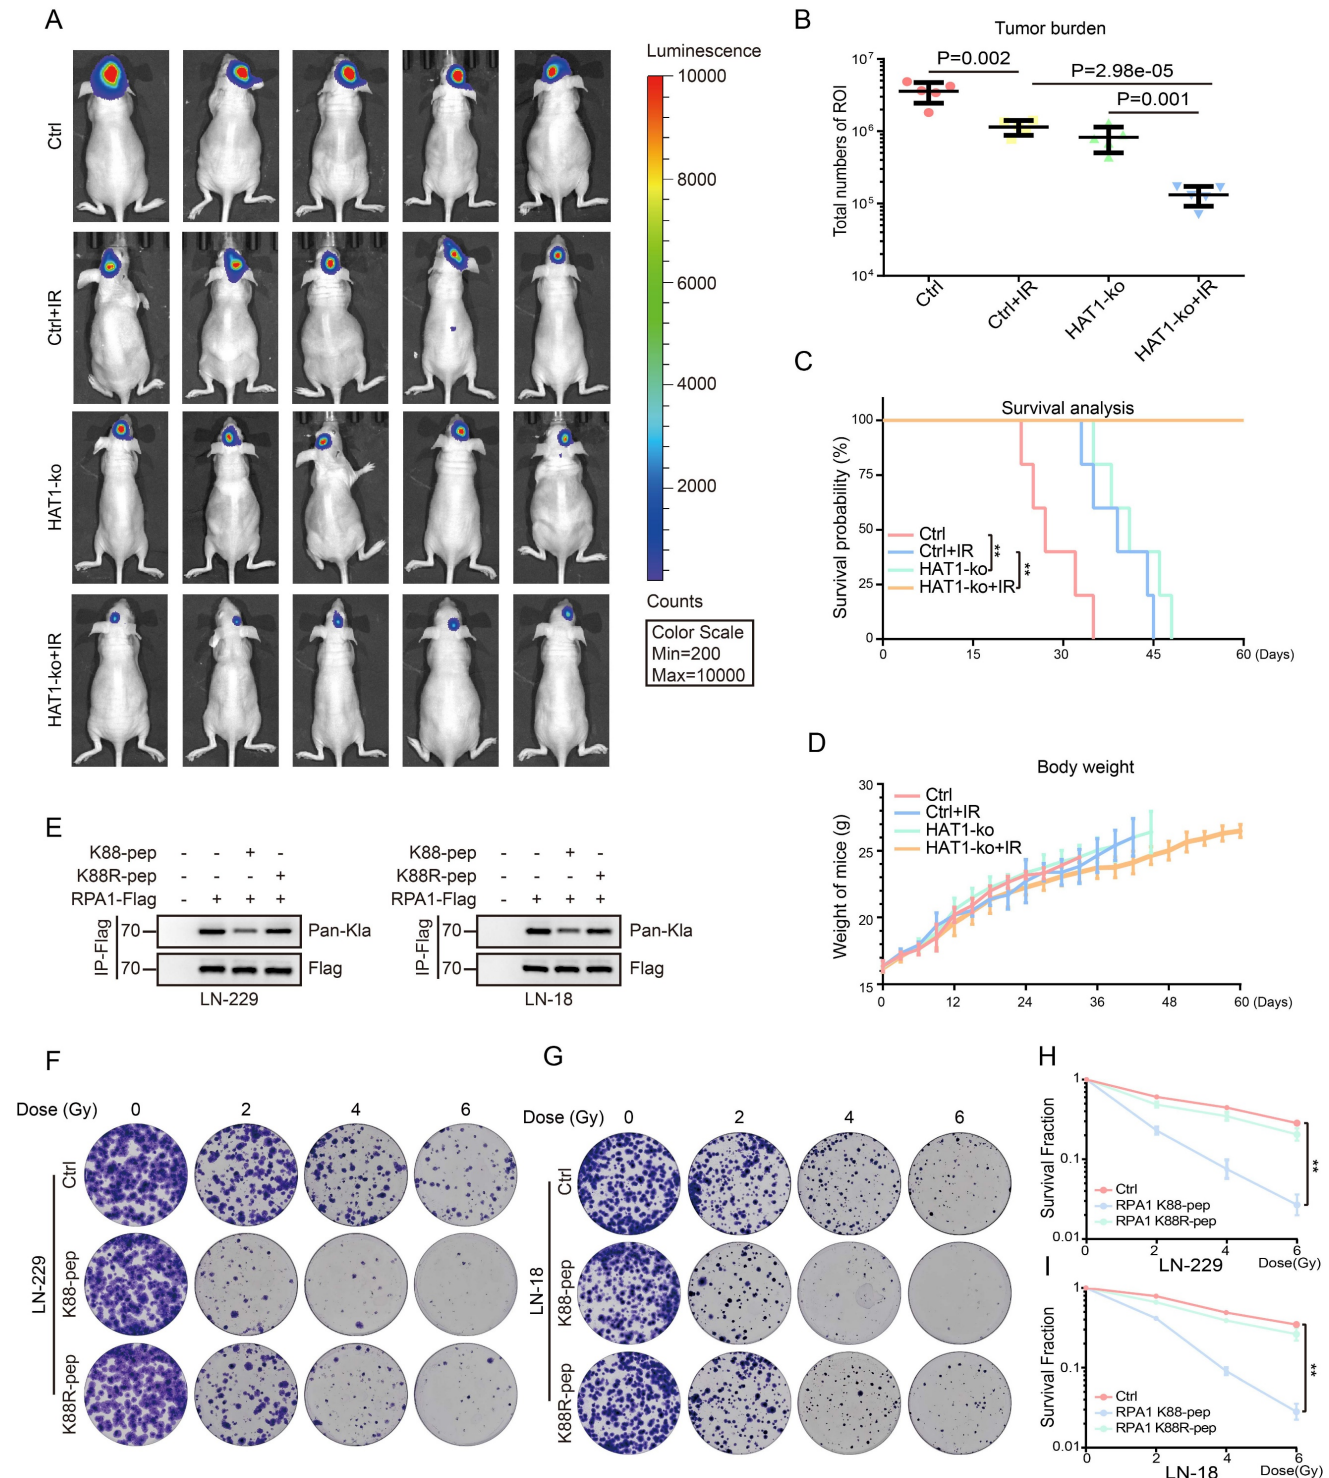 A
Luminescence
10000
8000
6000
4000
2000
Counts
Color Scale
Min=200
Max=10000
Ctrl
Ctrl+IR
HAT1-ko
HAT1-ko+IR
B
Tumor burden
Total numbers of ROI
10^7
10^6
10^5
10^4
P=0.002
P=2.98e-05
P=0.001
Ctrl
Ctrl+IR
HAT1-ko
HAT1-ko+IR
C
Survival analysis
Survival probability (%)
100
75
50
25
0
Ctrl
Ctrl+IR
HAT1-ko
HAT1-ko+IR
**
**
0 15 30 45 60 (Days)
D
Body weight
Weight of mice (g)
30
25
20
15
Ctrl
Ctrl+IR
HAT1-ko
HAT1-ko+IR
0 12 24 36 48 60 (Days)
E
K88-pep - - + -
K88R-pep - - - +
RPA1-Flag - + + +
IP-Flag
70 Pan-Kla
70 Flag
LN-229
K88-pep - - + -
K88R-pep - - - +
RPA1-Flag - + + +
IP-Flag
70 Pan-Kla
70 Flag
LN-18
F
Dose (Gy) 0 2 4 6
LN-229
Ctrl
K88-pep
K88R-pep
G
Dose (Gy) 0 2 4 6
LN-18
Ctrl
K88-pep
K88R-pep
H
Survival Fraction
1
0.1
0.01
Ctrl
RPA1 K88-pep
RPA1 K88R-pep
**
0 2 4 6
LN-229 Dose(Gy)
I
Survival Fraction
1
0.1
0.01
Ctrl
RPA1 K88-pep
RPA1 K88R-pep
**
0 2 4 6
LN-18 Dose(Gy)